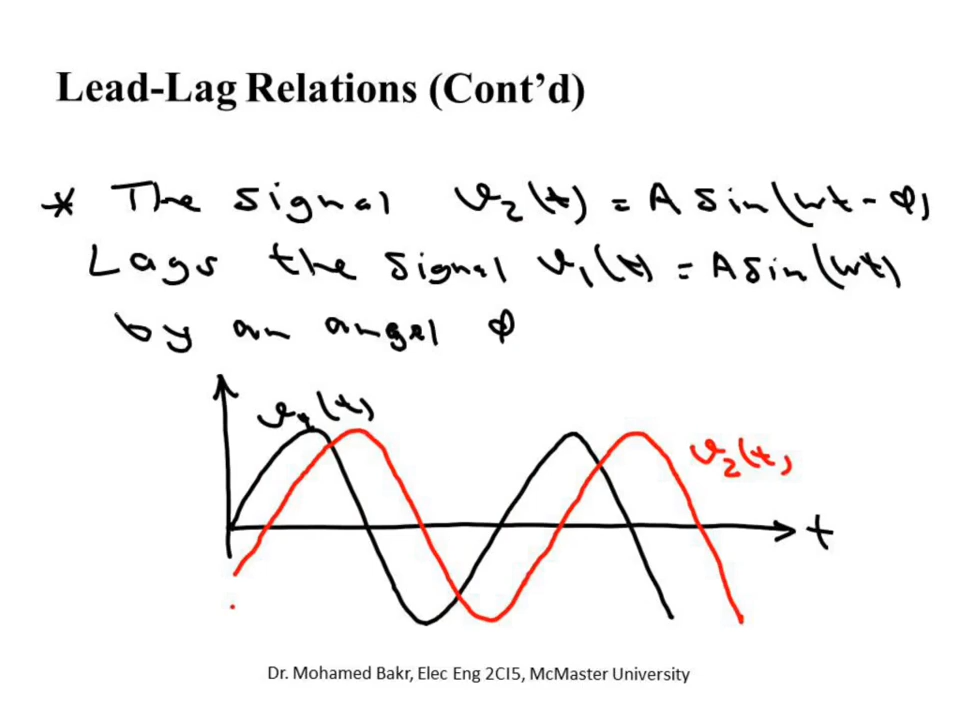 Lead-Lag Relations (Cont'd)
* The signal v₂(t) = A sin(wt - φ)
Lags the signal v₁(t) = A sin(wt)
by an angel φ
v₁(t)
v₂(t)
t
Dr. Mohamed Bakr, Elec Eng 2CI5, McMaster University